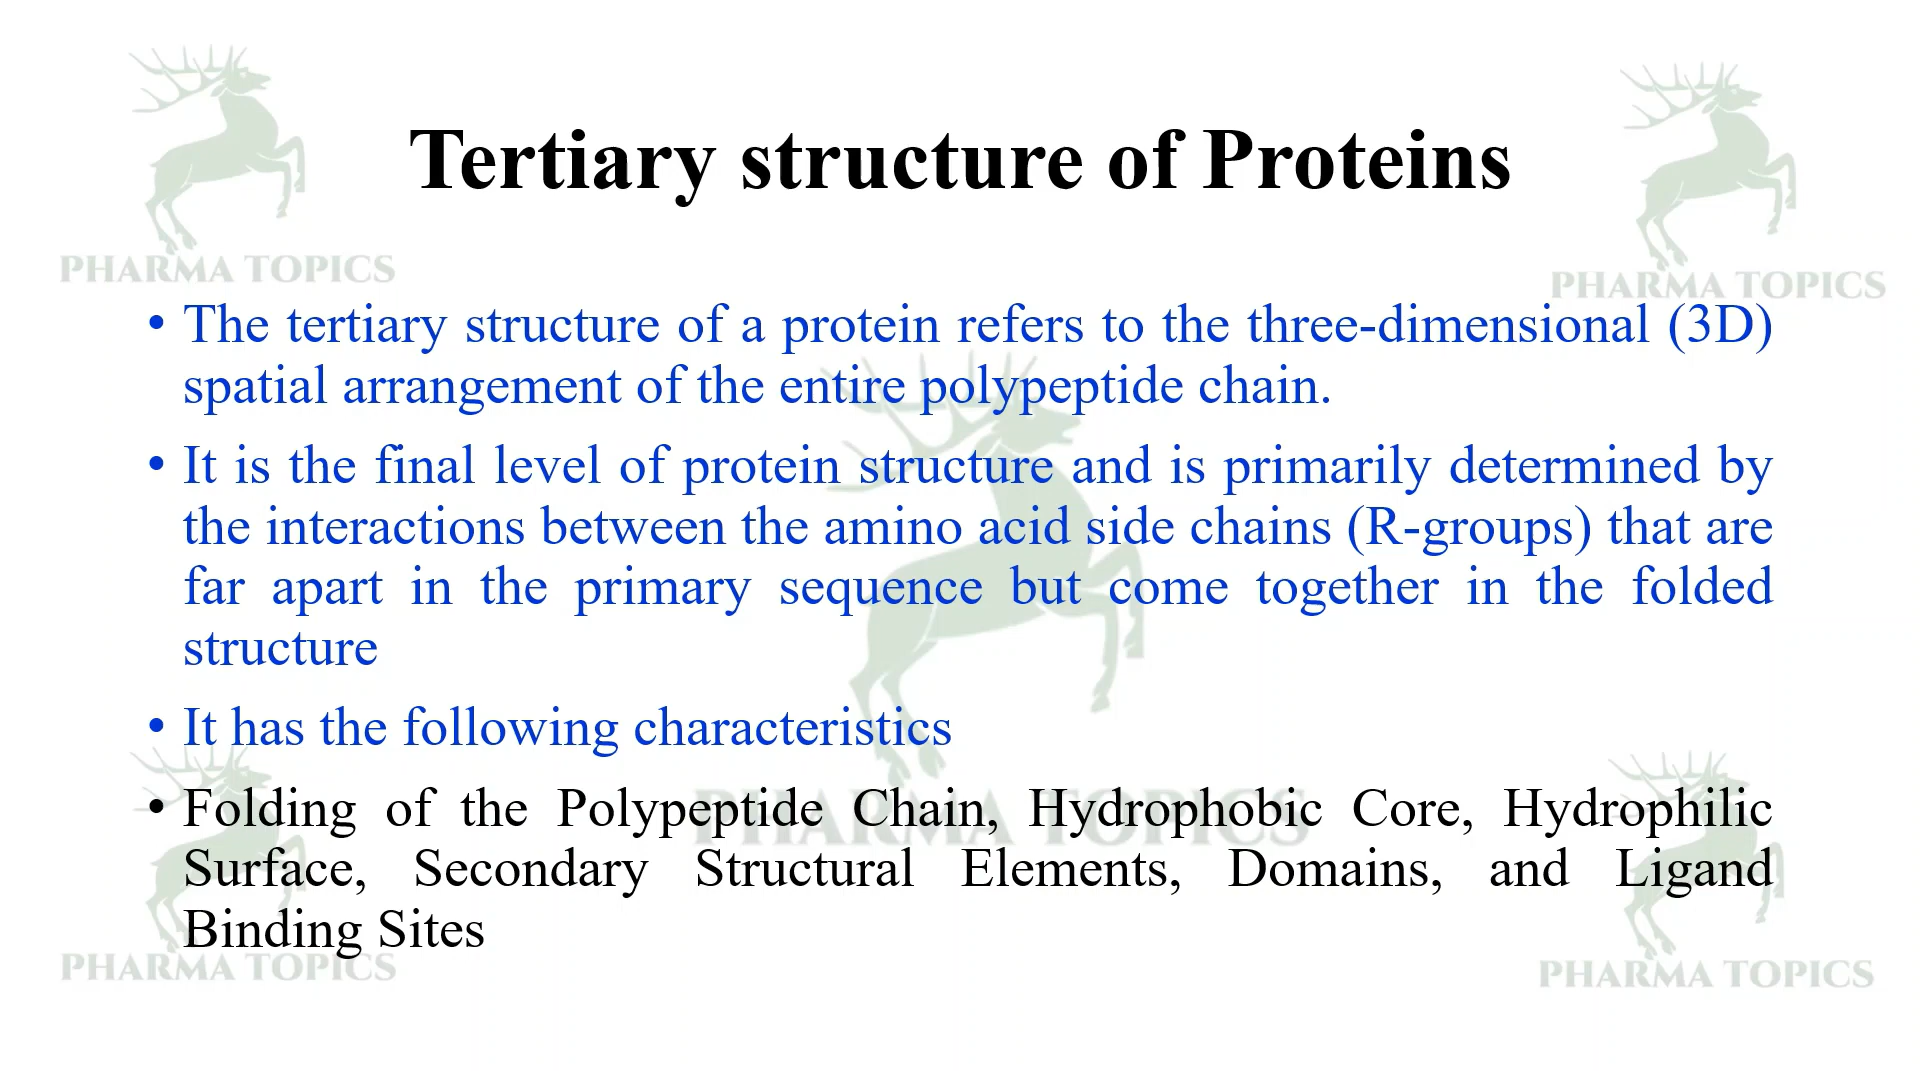 Tertiary structure of Proteins
PHARMA TOPICS
PHARMA TOPICS
• The tertiary structure of a protein refers to the three-dimensional (3D)
spatial arrangement of the entire polypeptide chain.
• It is the final level of protein structure and is primarily determined by
the interactions between the amino acid side chains (R-groups) that are
far apart in the primary sequence but come together in the folded
structure
• It has the following characteristics
• Folding of the Polypeptide Chain, Hydrophobic Core, Hydrophilic
PHARMA TOPICS
Surface, Secondary Structural Elements, Domains, and Ligand
Binding Sites
PHARMA TOPICS
PHARMA TOPICS